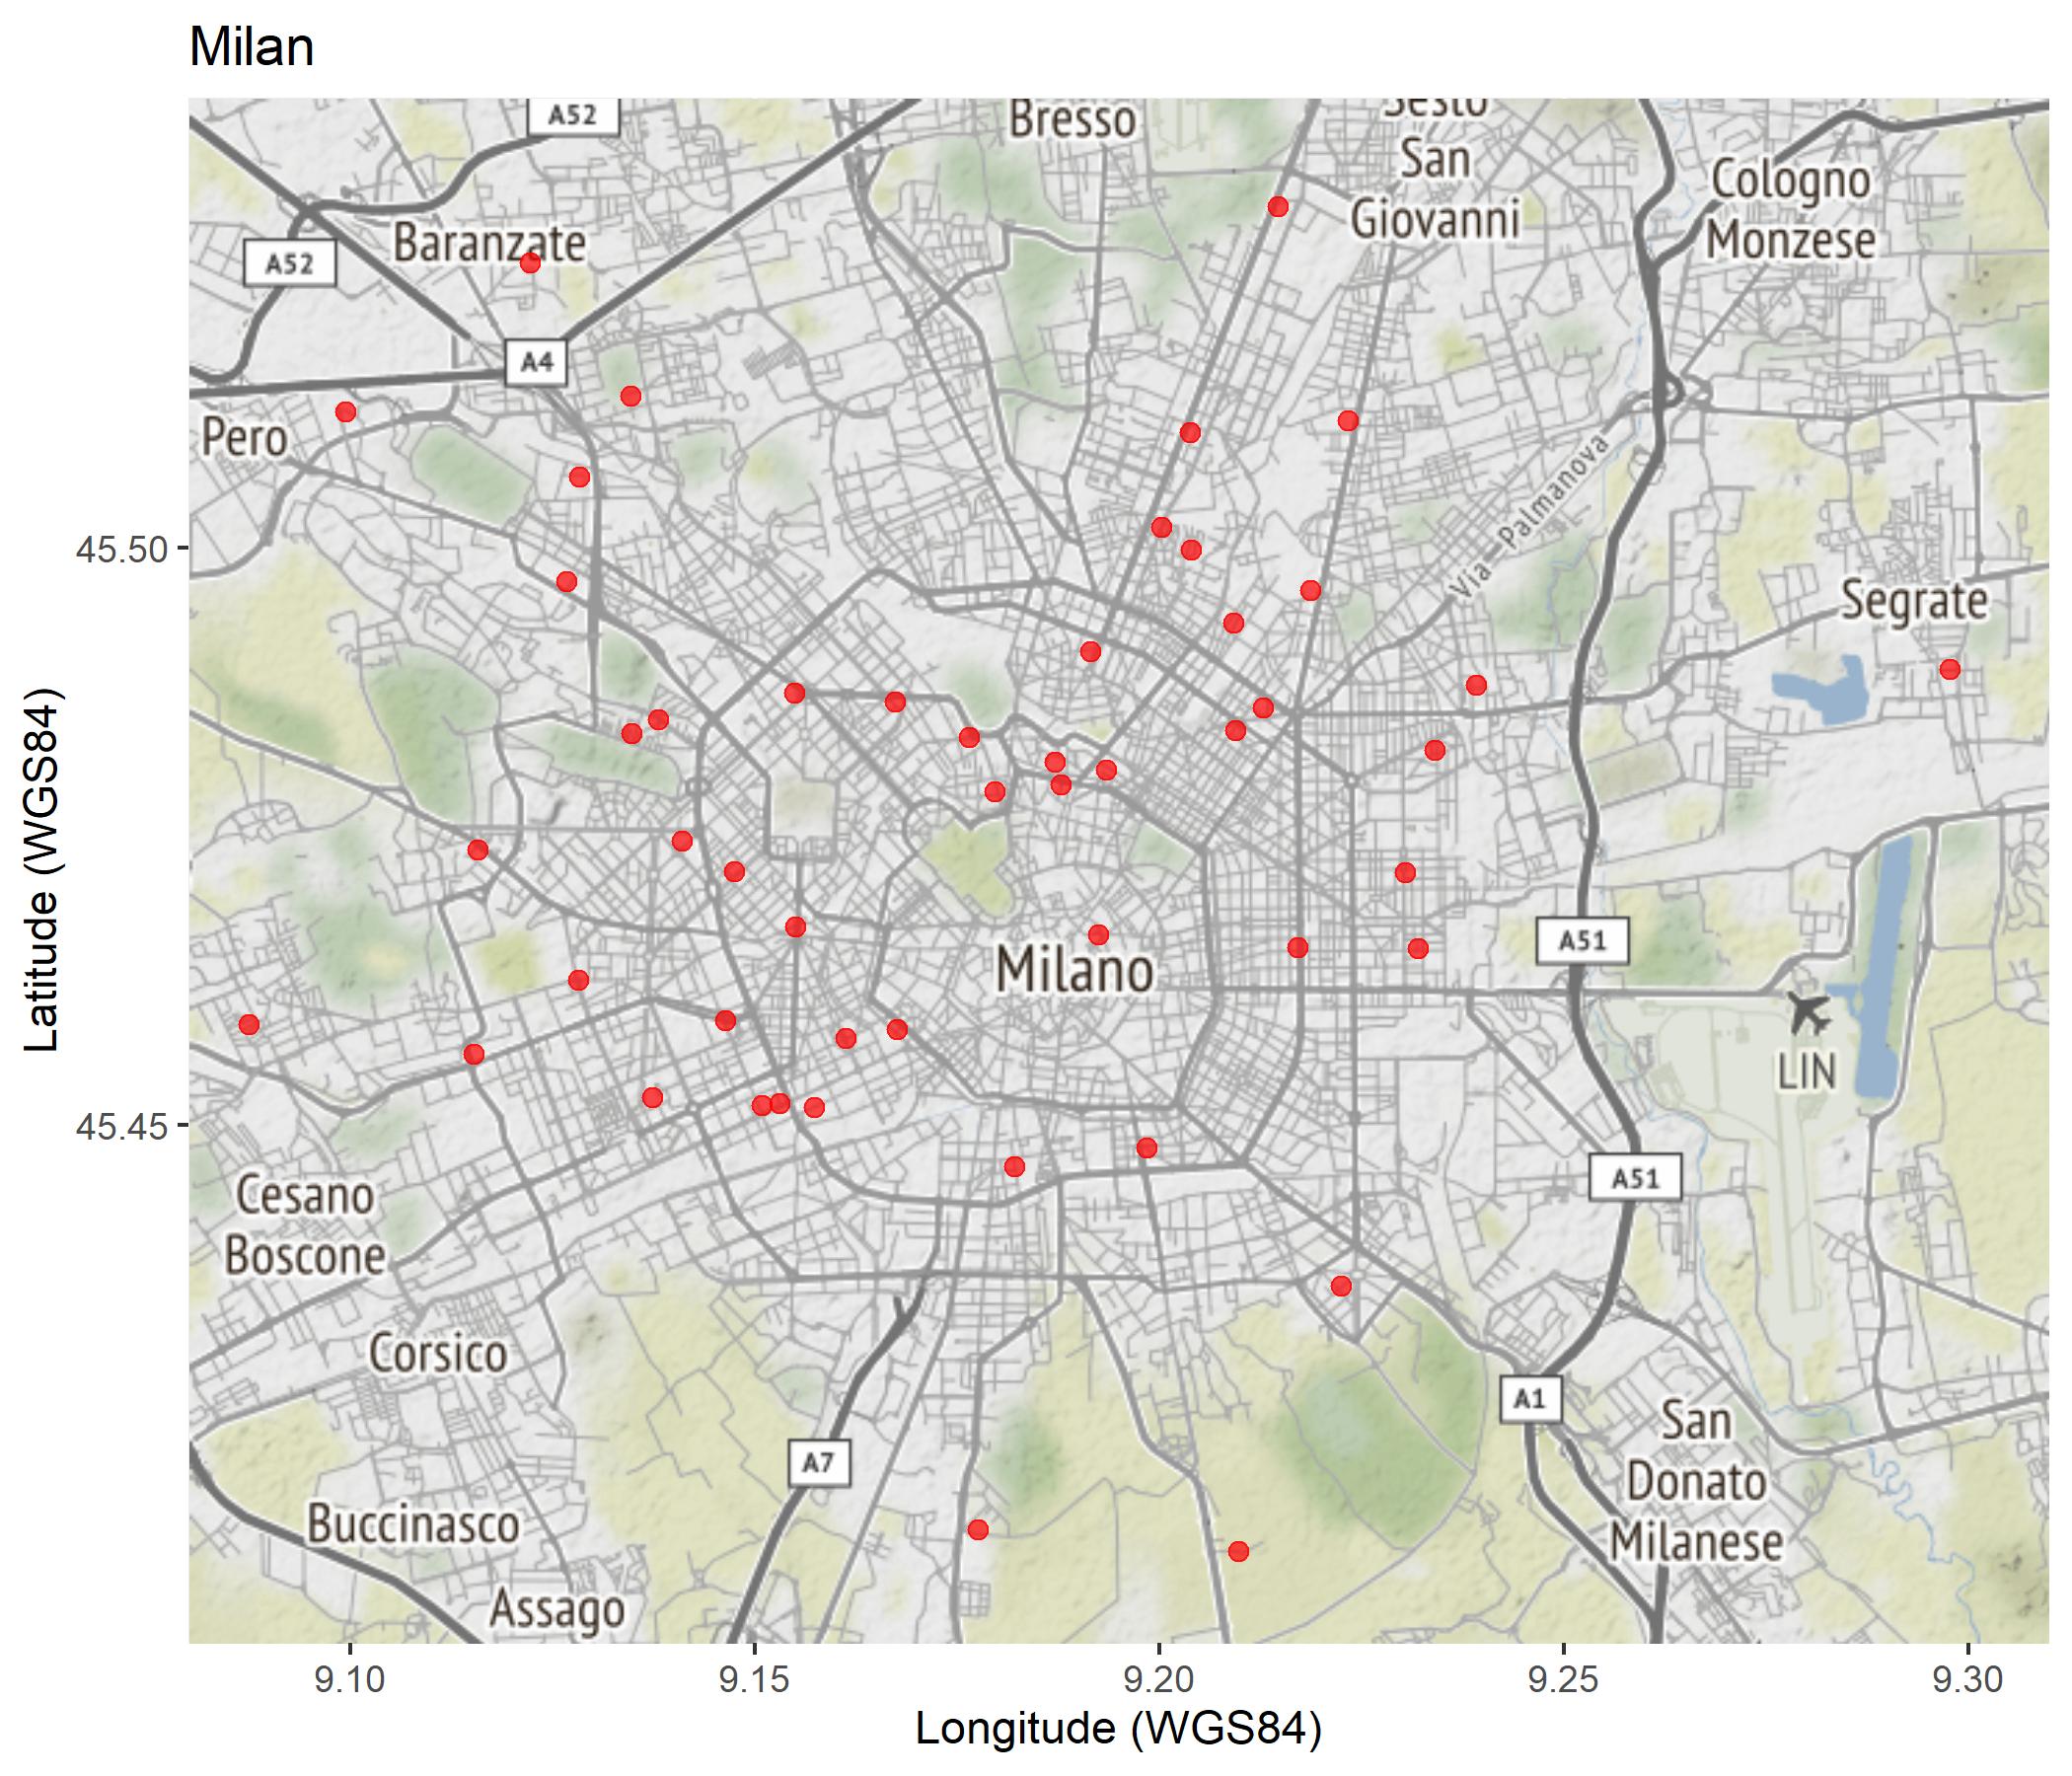 Milan
A52
Bresso
Sesto
San
Giovanni
Cologno
Monzese
Baranzate
A52
A4
Pero
Via Palmanova
45.50
Segrate
Latitude (WGS84)
A51
Milano
LIN
45.45
A51
Cesano
Boscone
Corsico
A1
San
Donato
Milanese
A7
Buccinasco
Assago
9.10
9.15
9.20
9.25
9.30
Longitude (WGS84)